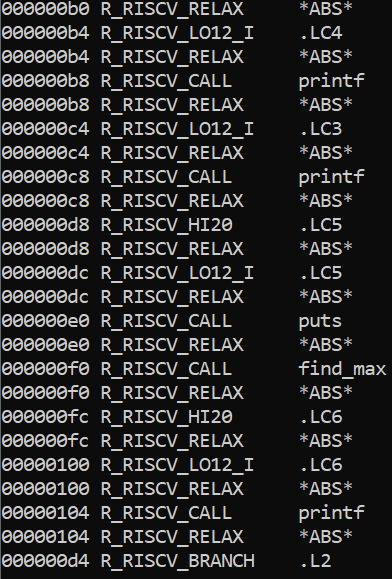 000000b0 R_RISCV_RELAX     *ABS*
000000b4 R_RISCV_LO12_I    .LC4
000000b4 R_RISCV_RELAX     *ABS*
000000b8 R_RISCV_CALL      printf
000000b8 R_RISCV_RELAX     *ABS*
000000c4 R_RISCV_LO12_I    .LC3
000000c4 R_RISCV_RELAX     *ABS*
000000c8 R_RISCV_CALL      printf
000000c8 R_RISCV_RELAX     *ABS*
000000d8 R_RISCV_HI20      .LC5
000000d8 R_RISCV_RELAX     *ABS*
000000dc R_RISCV_LO12_I    .LC5
000000dc R_RISCV_RELAX     *ABS*
000000e0 R_RISCV_CALL      puts
000000e0 R_RISCV_RELAX     *ABS*
000000f0 R_RISCV_CALL      find_max
000000f0 R_RISCV_RELAX     *ABS*
000000fc R_RISCV_HI20      .LC6
000000fc R_RISCV_RELAX     *ABS*
00000100 R_RISCV_LO12_I    .LC6
00000100 R_RISCV_RELAX     *ABS*
00000104 R_RISCV_CALL      printf
00000104 R_RISCV_RELAX     *ABS*
000000d4 R_RISCV_BRANCH    .L2